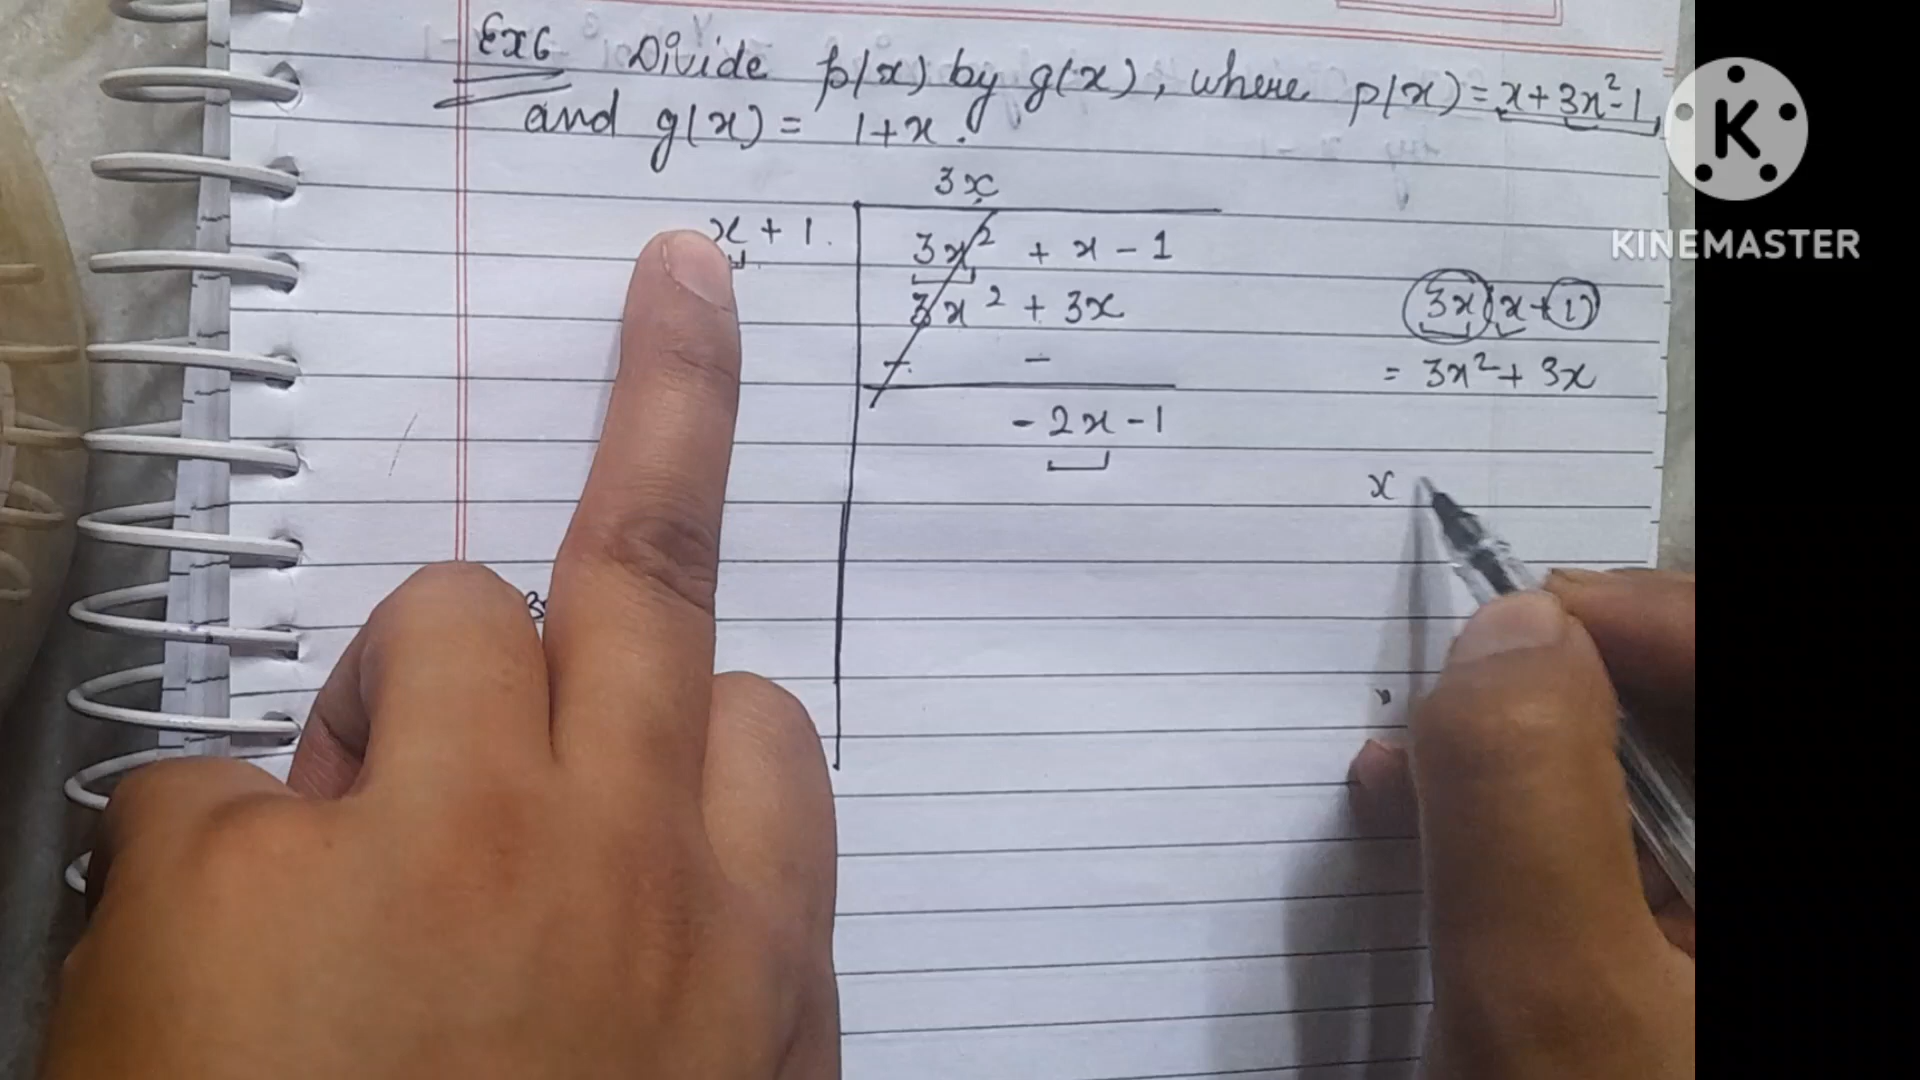 Ex6 Divide p(x) by g(x), where p(x) = x + 3x² - 1
and g(x) = 1 + x.
3x
x + 1 3x² + x - 1
3x² + 3x
- -
- 2x - 1
3x(x + 1)
= 3x² + 3x
x
K
KINEMASTER